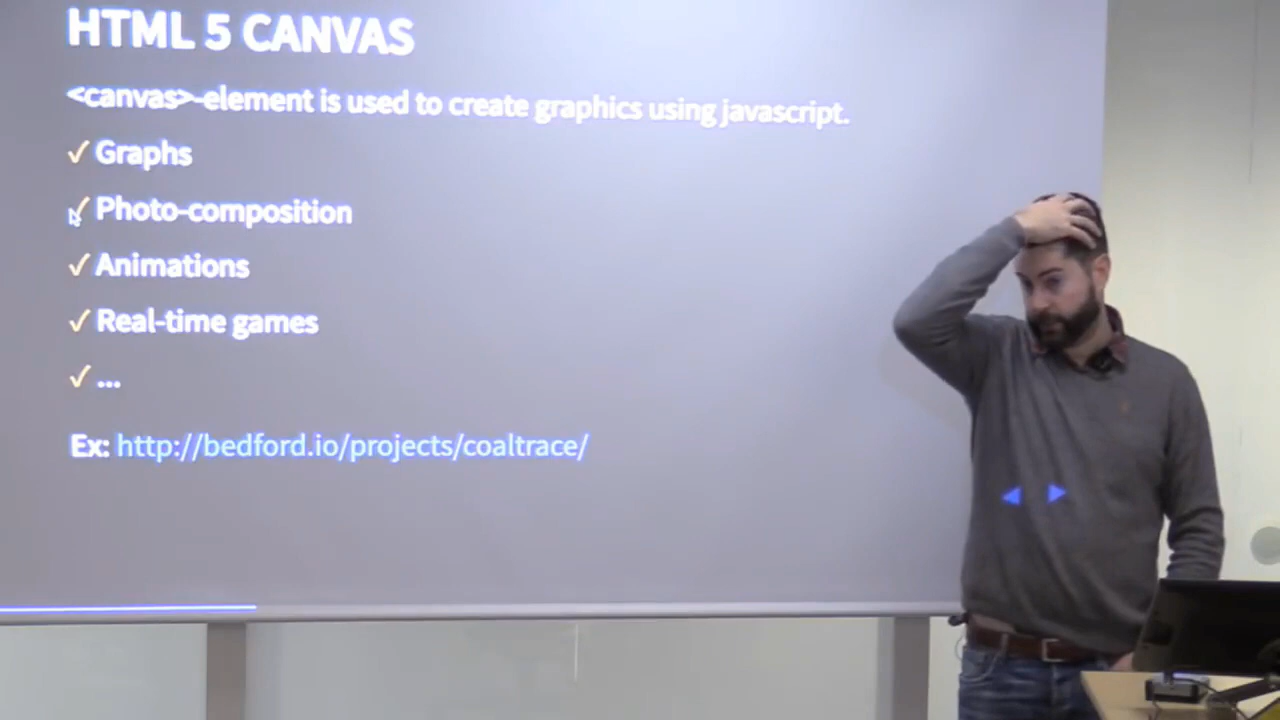 HTML 5 CANVAS
<canvas>-element is used to create graphics using javascript.
✓ Graphs
✓ Photo-composition
✓ Animations
✓ Real-time games
✓ ...
Ex: http://bedford.io/projects/coaltrace/